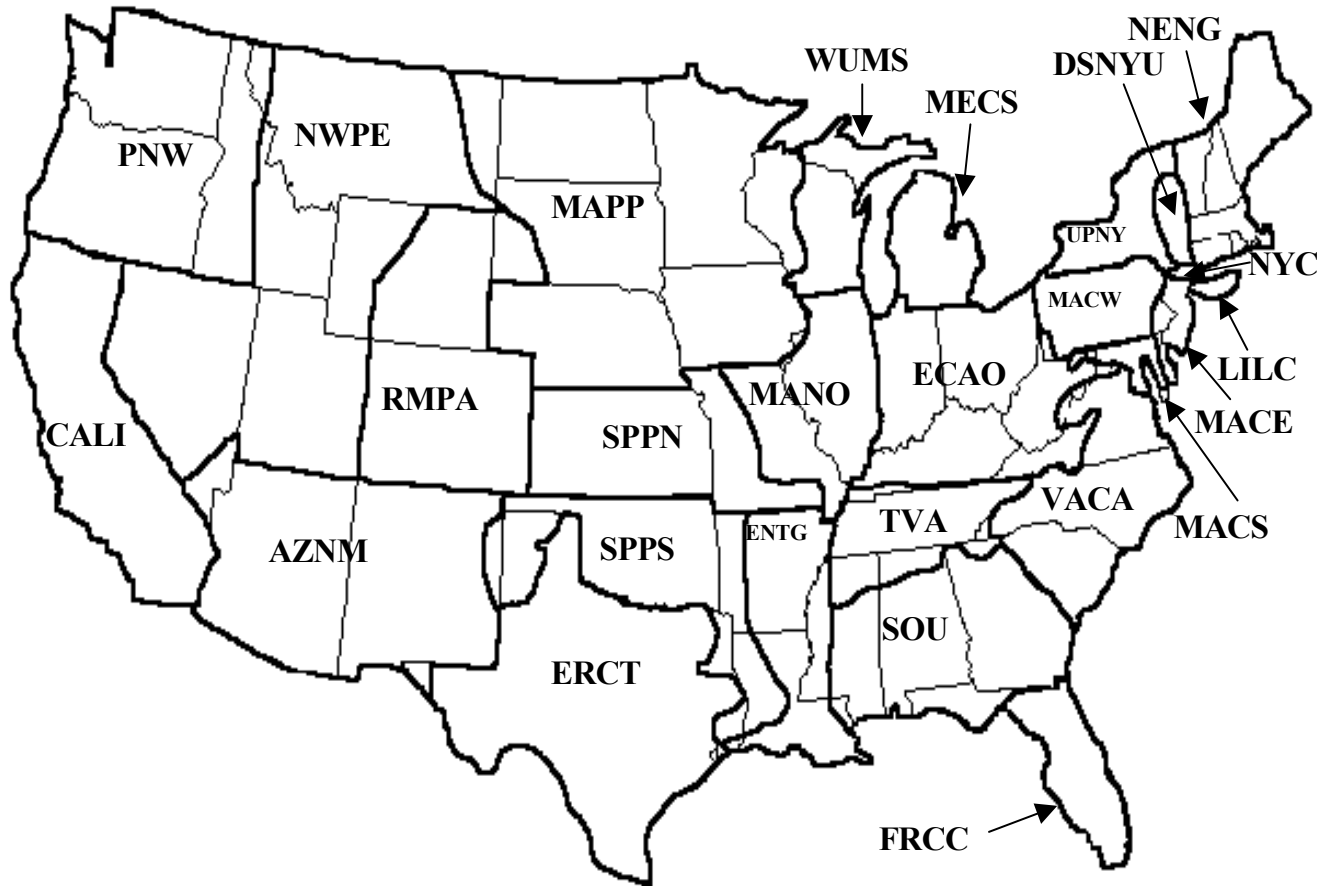 NENG
WUMS
DSNYU
MECS
NWPE
PNW
MAPP
UPNY
NYC
MACW
LILC
ECAO
MANO
RMPA
MACE
CALI
SPPN
VACA
TVA
MACS
ENTG
AZNM
SPPS
SOU
ERCT
FRCC